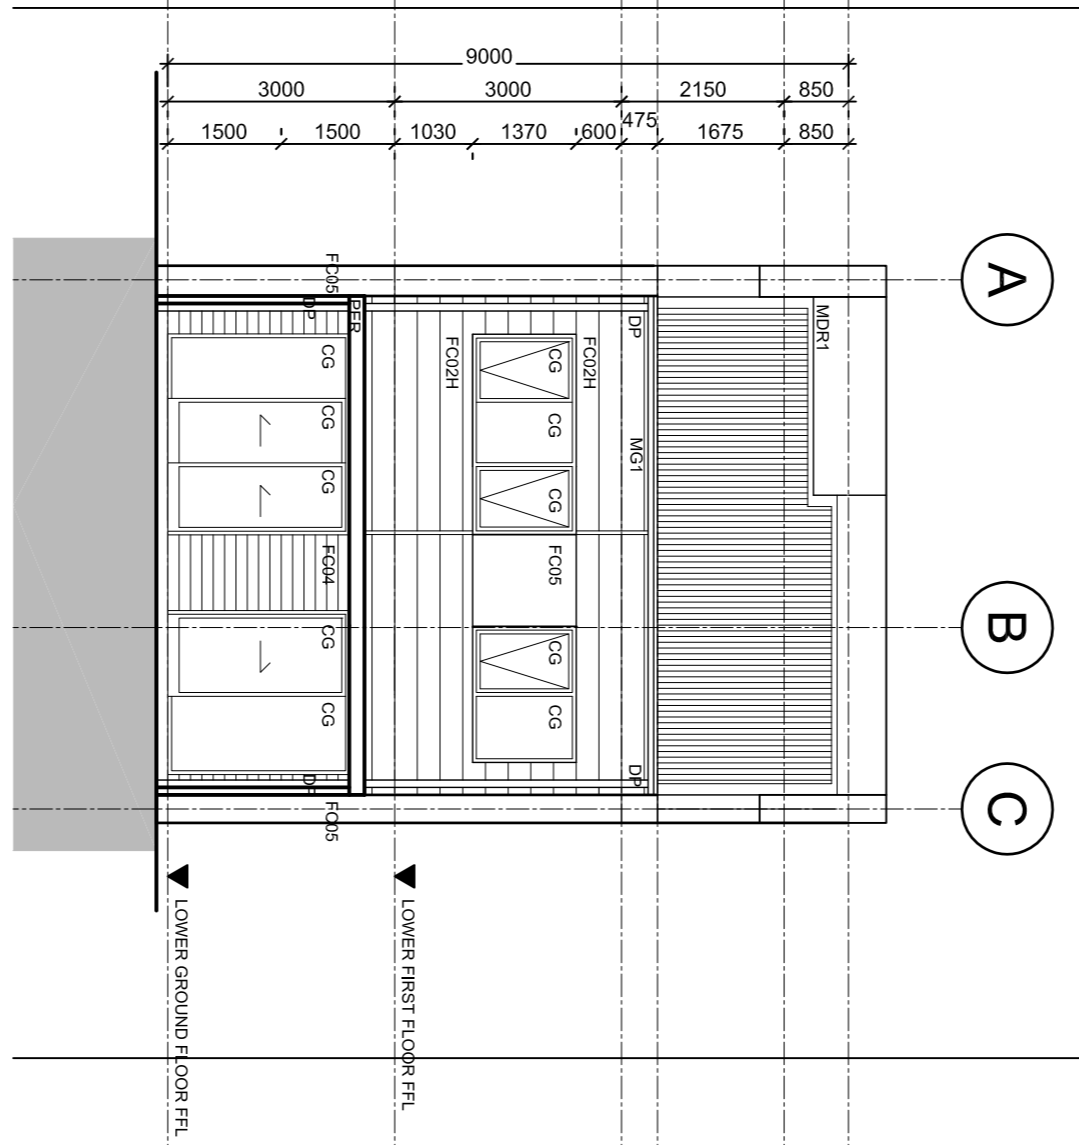 9000
3000 3000 2150 850
1500 1500 1030 1370 600 475 1675 850
A
B
C
MDR1
FC05
DP
PER
CG
CG
CG
FC04
CG
CG
FC05
FC02H
FC02H
CG
CG
CG
FC05
CG
CG
DP
MG1
DP
LOWER GROUND FLOOR FFL
LOWER FIRST FLOOR FFL